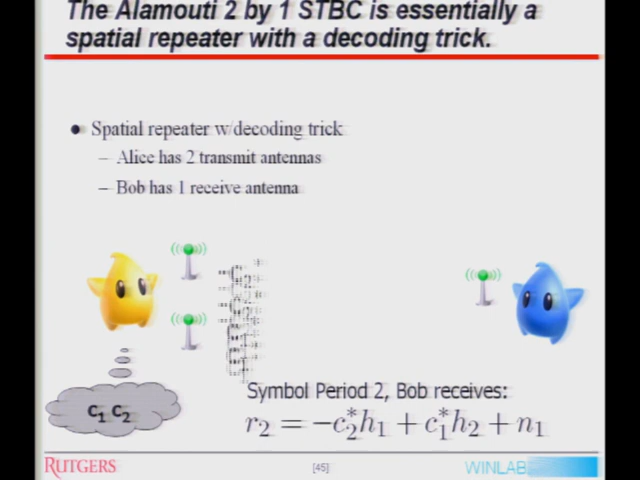 The Alamouti 2 by 1 STBC is essentially a
spatial repeater with a decoding trick.
• Spatial repeater w/decoding trick
– Alice has 2 transmit antennas
– Bob has 1 receive antenna
c₁ c₂
Symbol Period 2, Bob receives:
r₂ = −c₂*h₁ + c₁*h₂ + n₁
RUTGERS
[45]
WINLAB